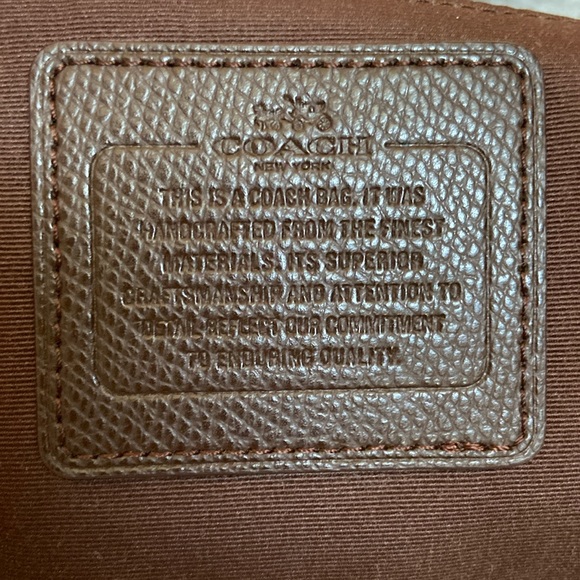 COACH
NEW YORK
THIS IS A COACH BAG. IT WAS
HANDCRAFTED FROM THE FINEST
MATERIALS. ITS SUPERIOR
CRAFTSMANSHIP AND ATTENTION TO
DETAIL REFLECT OUR COMMITMENT
TO ENDURING QUALITY.